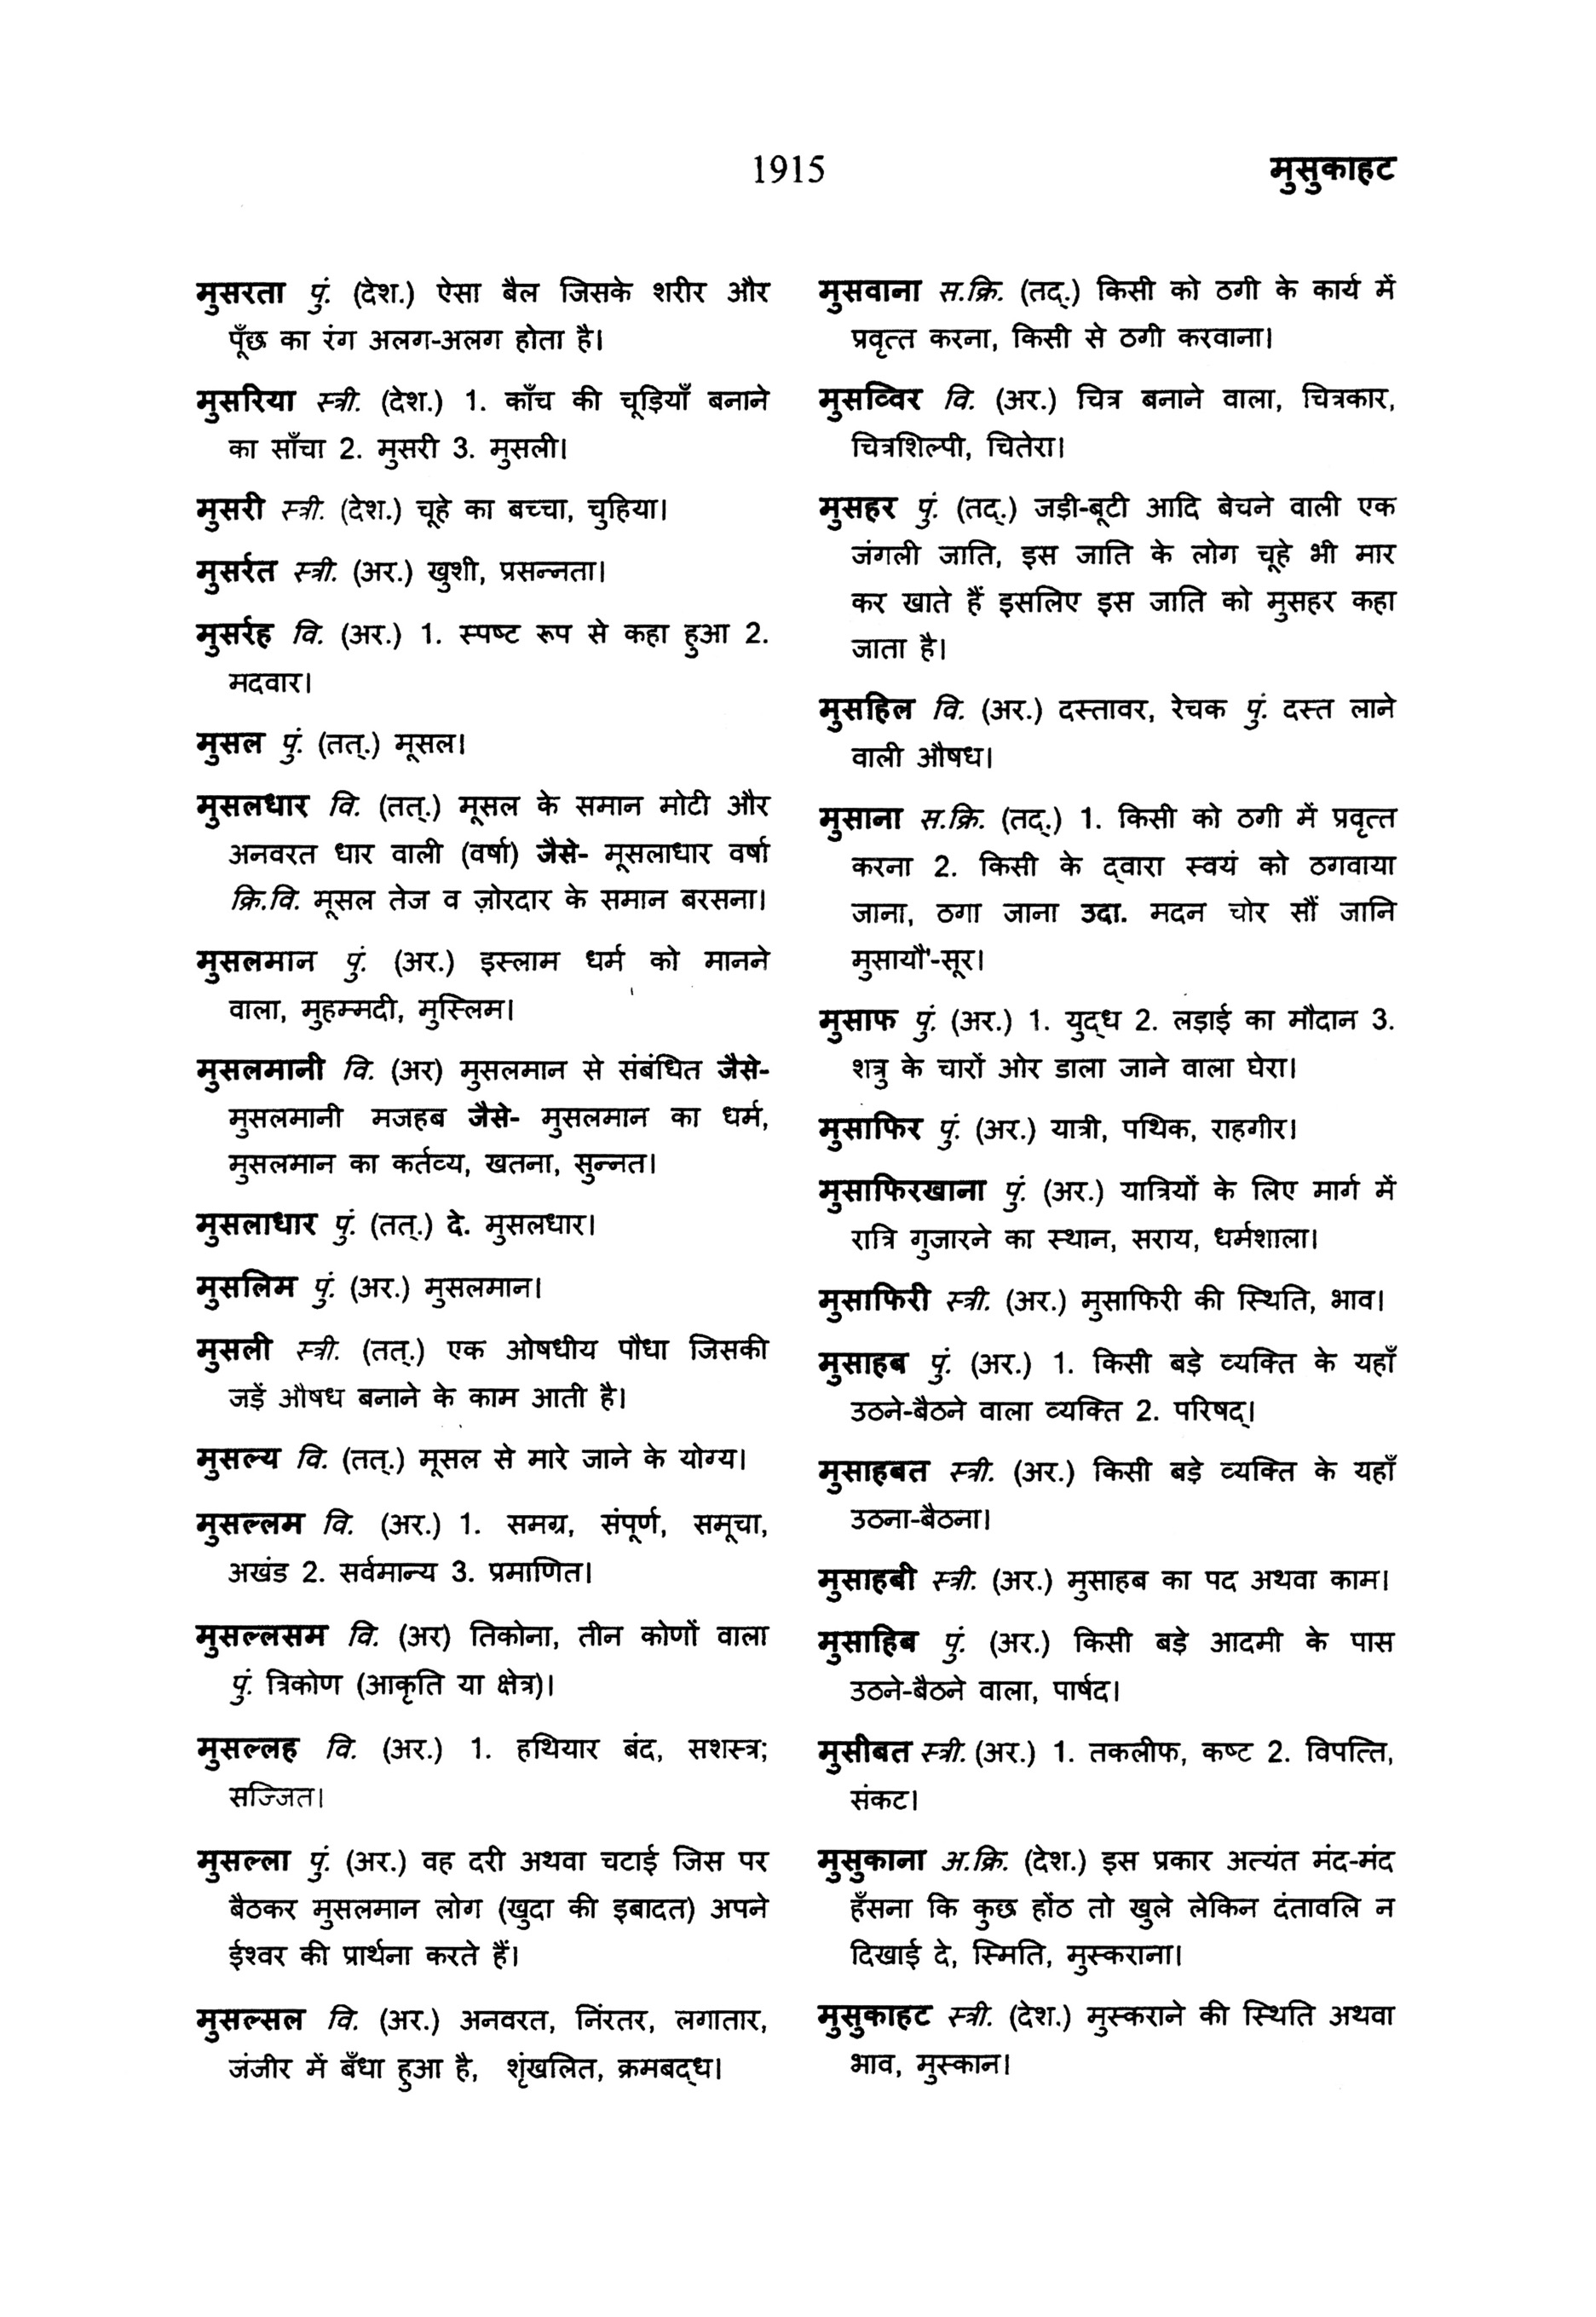 1915
मुसुकाहट
मुसरता पुं. (देश.) ऐसा बैल जिसके शरीर और
पूँछ का रंग अलग-अलग होता है।
मुसरिया स्त्री. (देश.) 1. काँच की चूड़ियाँ बनाने
का साँचा 2. मुसरी 3. मुसली।
मुसरी स्त्री. (देश.) चूहे का बच्चा, चुहिया।
मुसर्रत स्त्री. (अर.) खुशी, प्रसन्नता।
मुसर्रह वि. (अर.) 1. स्पष्ट रूप से कहा हुआ 2.
मदवार।
मुसल पुं. (तत्.) मूसल।
मुसलधार वि. (तत्.) मूसल के समान मोटी और
अनवरत धार वाली (वर्षा) जैसे- मूसलाधार वर्षा
क्रि.वि. मूसल तेज व ज़ोरदार के समान बरसना।
मुसलमान पुं. (अर.) इस्लाम धर्म को मानने
वाला, मुहम्मदी, मुस्लिम।
मुसलमानी वि. (अर) मुसलमान से संबंधित जैसे-
मुसलमानी मजहब जैसे- मुसलमान का धर्म,
मुसलमान का कर्तव्य, खतना, सुन्नत।
मुसलाधार पुं. (तत्.) दे. मुसलधार।
मुसलिम पुं. (अर.) मुसलमान।
मुसली स्त्री. (तत्.) एक ओषधीय पौधा जिसकी
जड़ें औषध बनाने के काम आती है।
मुसल्य वि. (तत्.) मूसल से मारे जाने के योग्य।
मुसल्लम वि. (अर.) 1. समग्र, संपूर्ण, समूचा,
अखंड 2. सर्वमान्य 3. प्रमाणित।
मुसल्लसम वि. (अर) तिकोना, तीन कोणों वाला
पुं. त्रिकोण (आकृति या क्षेत्र)।
मुसल्लह वि. (अर.) 1. हथियार बंद, सशस्त्र;
सज्जित।
मुसल्ला पुं. (अर.) वह दरी अथवा चटाई जिस पर
बैठकर मुसलमान लोग (खुदा की इबादत) अपने
ईश्वर की प्रार्थना करते हैं।
मुसल्सल वि. (अर.) अनवरत, निंरतर, लगातार,
जंजीर में बँधा हुआ है, शृंखलित, क्रमबद्ध।
मुसवाना स.क्रि. (तद्.) किसी को ठगी के कार्य में
प्रवृत्त करना, किसी से ठगी करवाना।
मुसव्विर वि. (अर.) चित्र बनाने वाला, चित्रकार,
चित्रशिल्पी, चितेरा।
मुसहर पुं. (तद्.) जड़ी-बूटी आदि बेचने वाली एक
जंगली जाति, इस जाति के लोग चूहे भी मार
कर खाते हैं इसलिए इस जाति को मुसहर कहा
जाता है।
मुसहिल वि. (अर.) दस्तावर, रेचक पुं. दस्त लाने
वाली औषध।
मुसाना स.क्रि. (तद्.) 1. किसी को ठगी में प्रवृत्त
करना 2. किसी के द्वारा स्वयं को ठगवाया
जाना, ठगा जाना उदा. मदन चोर सौं जानि
मुसायौ'-सूर।
मुसाफ पुं. (अर.) 1. युद्ध 2. लड़ाई का मौदान 3.
शत्रु के चारों ओर डाला जाने वाला घेरा।
मुसाफिर पुं. (अर.) यात्री, पथिक, राहगीर।
मुसाफिरखाना पुं. (अर.) यात्रियों के लिए मार्ग में
रात्रि गुजारने का स्थान, सराय, धर्मशाला।
मुसाफिरी स्त्री. (अर.) मुसाफिरी की स्थिति, भाव।
मुसाहब पुं. (अर.) 1. किसी बड़े व्यक्ति के यहाँ
उठने-बैठने वाला व्यक्ति 2. परिषद्।
मुसाहबत स्त्री. (अर.) किसी बड़े व्यक्ति के यहाँ
उठना-बैठना।
मुसाहबी स्त्री. (अर.) मुसाहब का पद अथवा काम।
मुसाहिब पुं. (अर.) किसी बड़े आदमी के पास
उठने-बैठने वाला, पार्षद।
मुसीबत स्त्री. (अर.) 1. तकलीफ, कष्ट 2. विपत्ति,
संकट।
मुसुकाना अ.क्रि. (देश.) इस प्रकार अत्यंत मंद-मंद
हँसना कि कुछ होंठ तो खुले लेकिन दंतावलि न
दिखाई दे, स्मिति, मुस्कराना।
मुसुकाहट स्त्री. (देश.) मुस्कराने की स्थिति अथवा
भाव, मुस्कान।